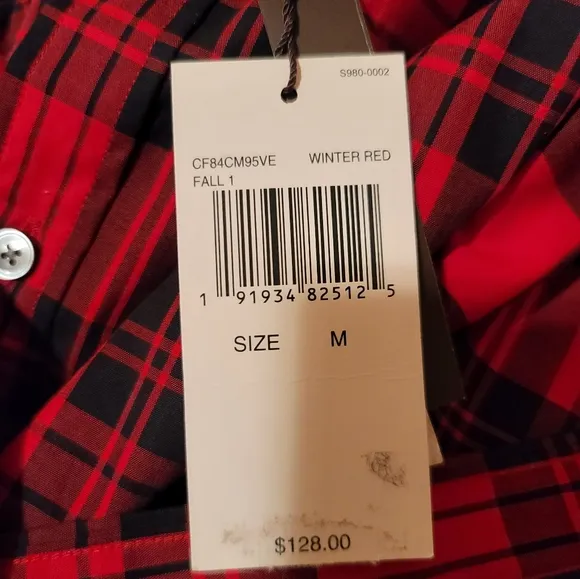 S980-0002
CF84CM95VE WINTER RED
FALL 1
1 91934 82512 5
SIZE M
$128.00